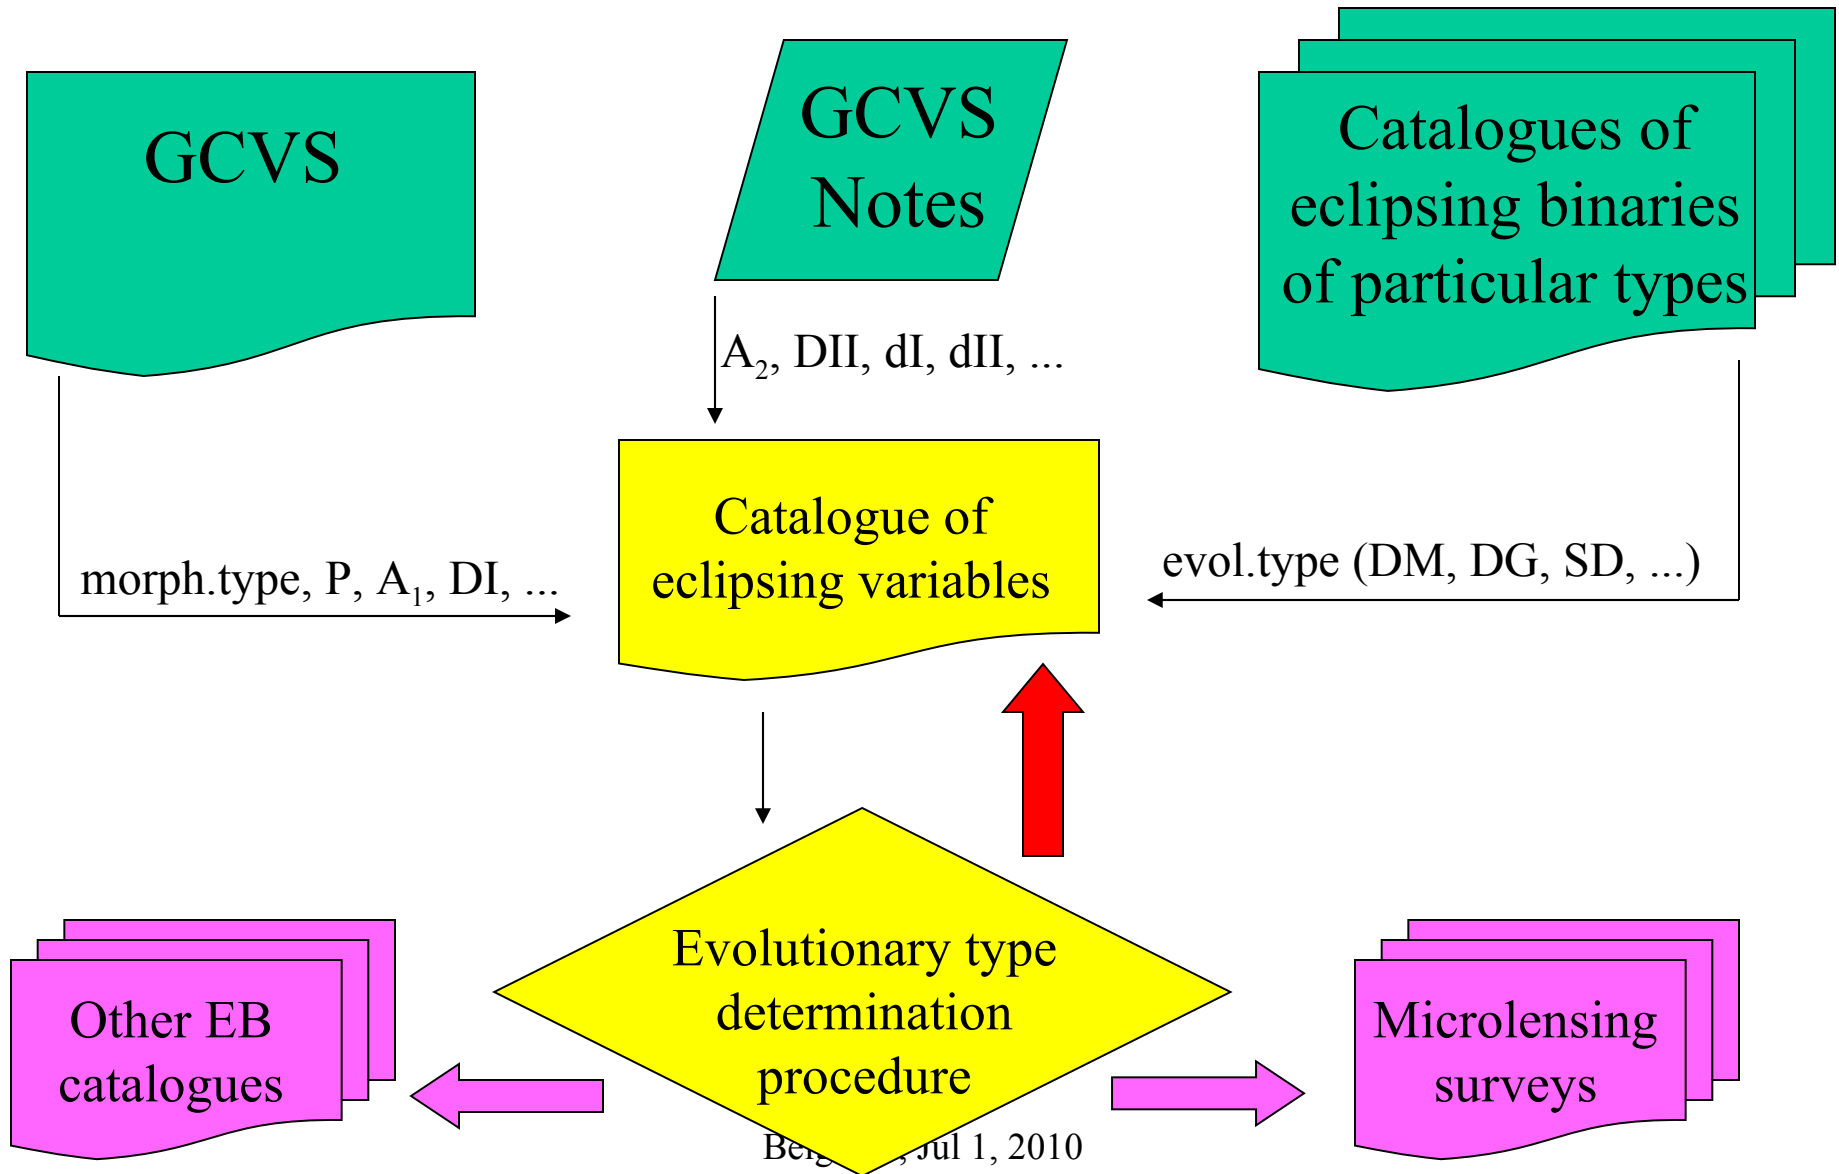 GCVS
GCVS
Notes
Catalogues of
eclipsing binaries
of particular types
A₂, DII, dI, dII, ...
morph.type, P, A₁, DI, ...
Catalogue of
eclipsing variables
evol.type (DM, DG, SD, ...)
Evolutionary type
determination
procedure
Other EB
catalogues
Microlensing
surveys
Jul 1, 2010